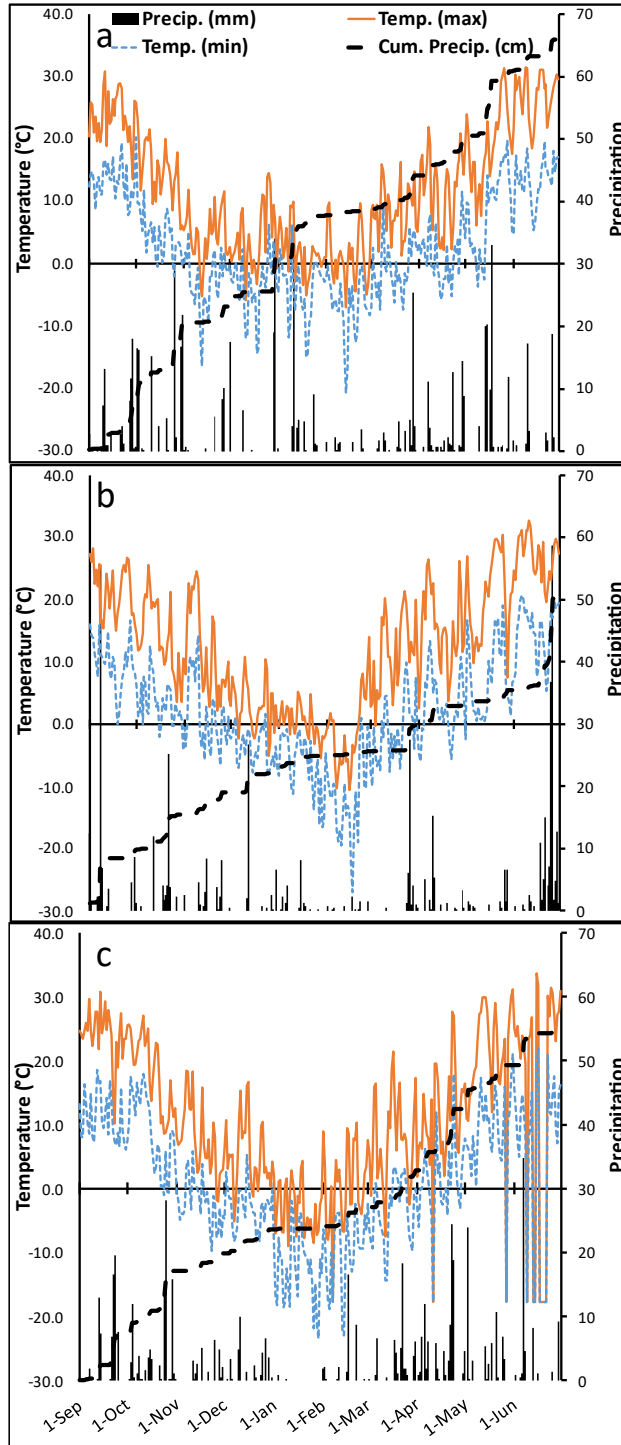 a
Precip. (mm) Temp. (max)
Temp. (min) Cum. Precip. (cm)
40.0 70
30.0 60
20.0 50
10.0 40
0.0 30
-10.0 20
-20.0 10
-30.0 0
Temperature (°C)
Precipitation
b
40.0 70
30.0 60
20.0 50
10.0 40
0.0 30
-10.0 20
-20.0 10
-30.0 0
Temperature (°C)
Precipitation
c
40.0 70
30.0 60
20.0 50
10.0 40
0.0 30
-10.0 20
-20.0 10
-30.0 0
Temperature (°C)
Precipitation
1-Sep 1-Oct 1-Nov 1-Dec 1-Jan 1-Feb 1-Mar 1-Apr 1-May 1-Jun